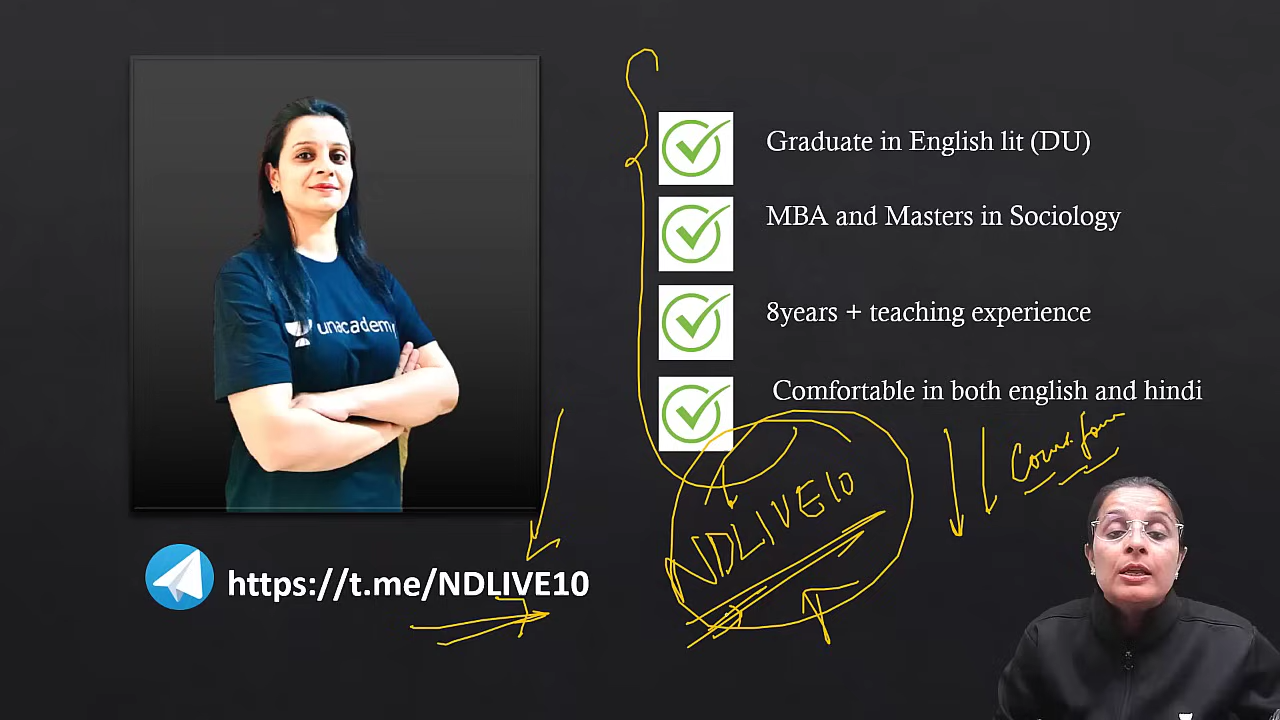 Graduate in English lit (DU)
MBA and Masters in Sociology
8years + teaching experience
Comfortable in both english and hindi
unacademy
NDLIVE10
https://t.me/NDLIVE10